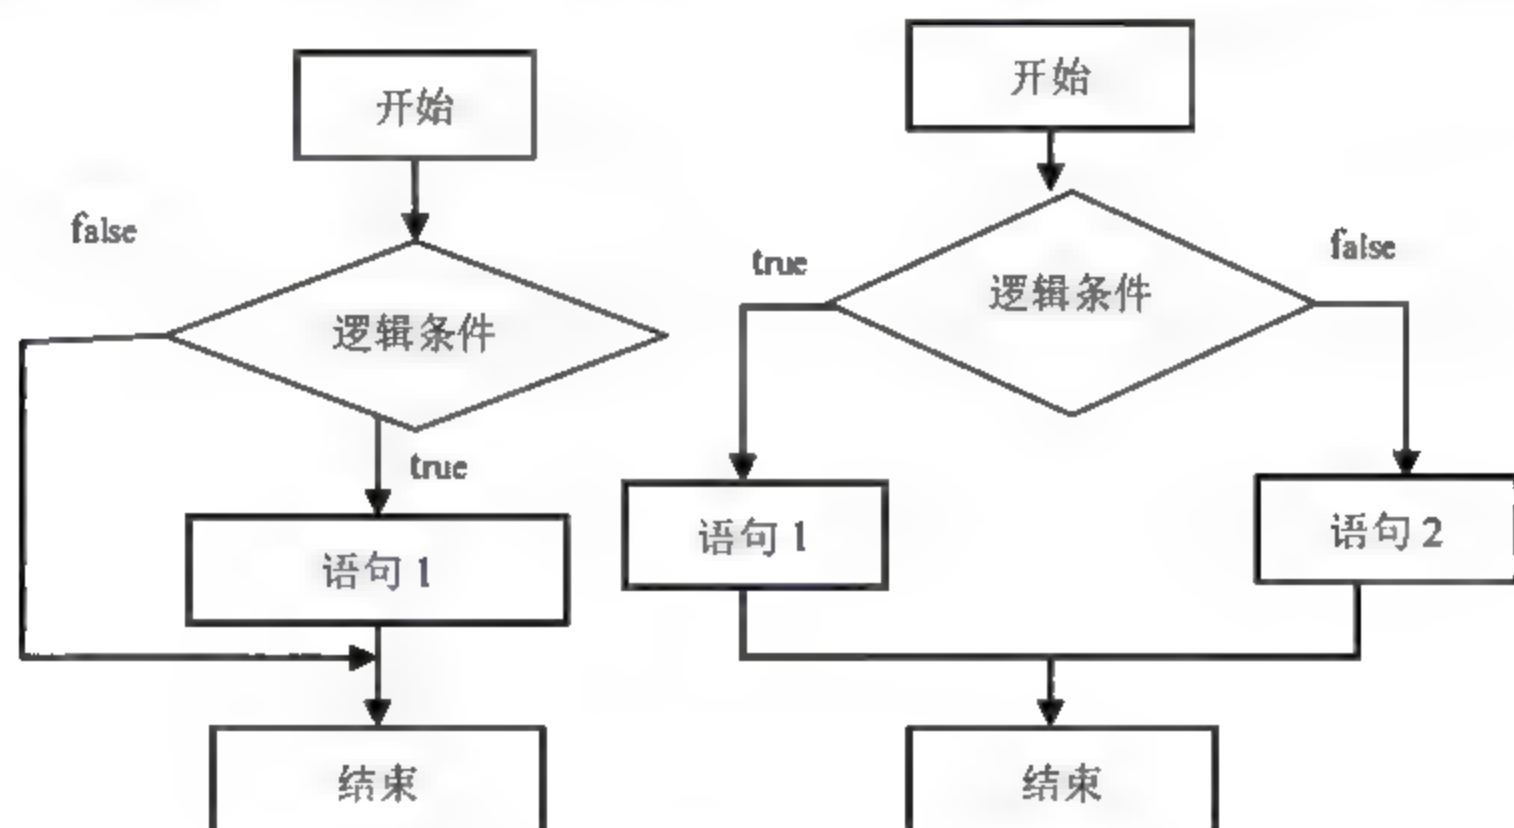 开始
false
逻辑条件
true
语句 1
结束
开始
true
逻辑条件
false
语句 1
语句 2
结束